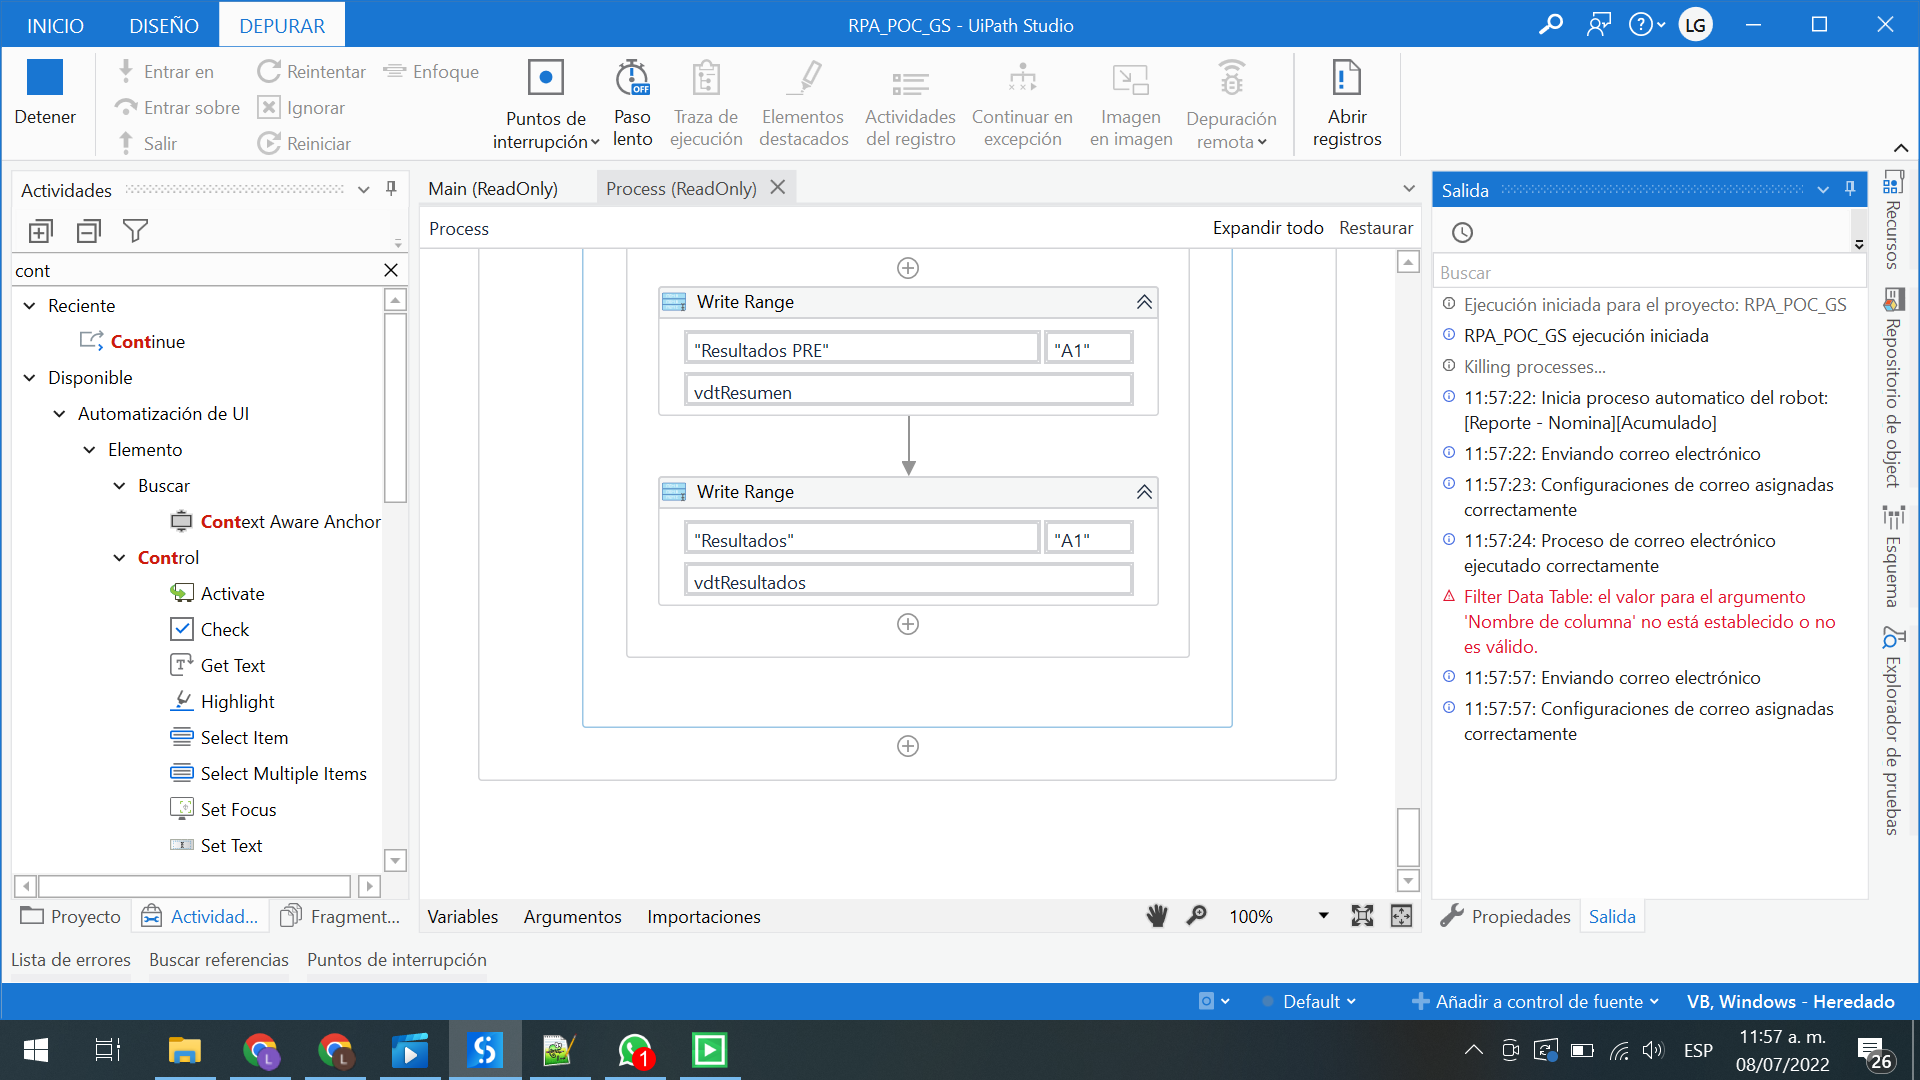 INICIO
DISEÑO
DEPURAR
RPA_POC_GS - UiPath Studio
LG
Detener
Entrar en
Entrar sobre
Salir
Reintentar
Ignorar
Reiniciar
Enfoque
Puntos de
interrupción
OFF
Paso
lento
Traza de
ejecución
Elementos
destacados
Actividades
del registro
Continuar en
excepción
Imagen
en imagen
Depuración
remota
Abrir
registros
Actividades
cont
Reciente
Continue
Disponible
Automatización de UI
Elemento
Buscar
Context Aware Anchor
Control
Activate
Check
Get Text
Highlight
Select Item
Select Multiple Items
Set Focus
Set Text
Proyecto
Actividad...
Fragment...
Main (ReadOnly)
Process (ReadOnly)
Process
Expandir todo
Restaurar
Write Range
"Resultados PRE"
"A1"
vdtResumen
Write Range
"Resultados"
"A1"
vdtResultados
Variables
Argumentos
Importaciones
100%
Salida
Buscar
Ejecución iniciada para el proyecto: RPA_POC_GS
RPA_POC_GS ejecución iniciada
Killing processes...
11:57:22: Inicia proceso automatico del robot:
[Reporte - Nomina][Acumulado]
11:57:22: Enviando correo electrónico
11:57:23: Configuraciones de correo asignadas
correctamente
11:57:24: Proceso de correo electrónico
ejecutado correctamente
Filter Data Table: el valor para el argumento
'Nombre de columna' no está establecido o no
es válido.
11:57:57: Enviando correo electrónico
11:57:57: Configuraciones de correo asignadas
correctamente
Propiedades
Salida
Recursos
Repositorio de object
Esquema
Explorador de pruebas
Lista de errores
Buscar referencias
Puntos de interrupción
Default
Añadir a control de fuente
VB, Windows - Heredado
L
L
1
ESP
11:57 a. m.
08/07/2022
26